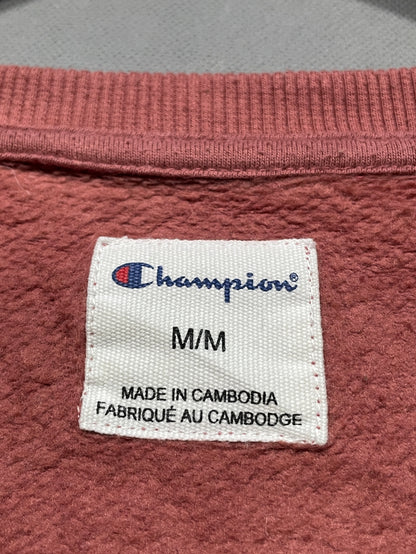 Champion®
M/M
MADE IN CAMBODIA
FABRIQUÉ AU CAMBODGE